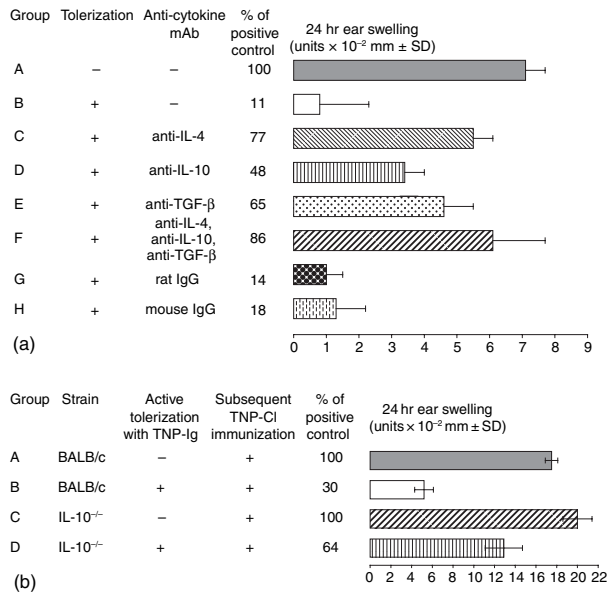 Group Tolerization Anti-cytokine mAb % of positive control 24 hr ear swelling (units × 10⁻² mm ± SD)
A – – 100
B + – 11
C + anti-IL-4 77
D + anti-IL-10 48
E + anti-TGF-β 65
F + anti-IL-4, anti-IL-10, anti-TGF-β 86
G + rat IgG 14
H + mouse IgG 18
0 1 2 3 4 5 6 7 8 9
(a)
Group Strain Active tolerization with TNP-Ig Subsequent TNP-Cl immunization % of positive control 24 hr ear swelling (units × 10⁻² mm ± SD)
A BALB/c – + 100
B BALB/c + + 30
C IL-10⁻/⁻ – + 100
D IL-10⁻/⁻ + + 64
0 2 4 6 8 10 12 14 16 18 20 22
(b)